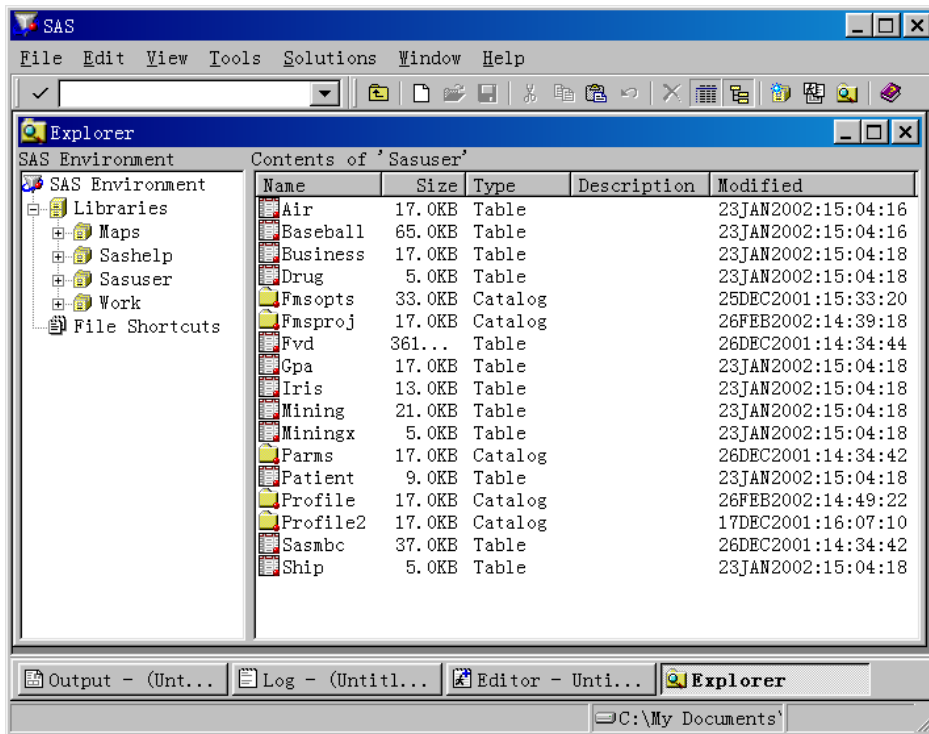 SAS
File Edit View Tools Solutions Window Help
Explorer
SAS Environment Contents of 'Sasuser'
SAS Environment
Libraries
Maps
Sashelp
Sasuser
Work
File Shortcuts
Name Size Type Description Modified
Air 17.0KB Table 23JAN2002:15:04:16
Baseball 65.0KB Table 23JAN2002:15:04:16
Business 17.0KB Table 23JAN2002:15:04:18
Drug 5.0KB Table 23JAN2002:15:04:18
Fmsopts 33.0KB Catalog 25DEC2001:15:33:20
Fmsproj 17.0KB Catalog 26FEB2002:14:39:18
Fvd 361... Table 26DEC2001:14:34:44
Gpa 17.0KB Table 23JAN2002:15:04:18
Iris 13.0KB Table 23JAN2002:15:04:18
Mining 21.0KB Table 23JAN2002:15:04:18
Miningx 5.0KB Table 23JAN2002:15:04:18
Parms 17.0KB Catalog 26DEC2001:14:34:42
Patient 9.0KB Table 23JAN2002:15:04:18
Profile 17.0KB Catalog 26FEB2002:14:49:22
Profile2 17.0KB Catalog 17DEC2001:16:07:10
Sasmbc 37.0KB Table 26DEC2001:14:34:42
Ship 5.0KB Table 23JAN2002:15:04:18
Output - (Unt... Log - (Untitl... Editor - Unti... Explorer
C:\My Documents